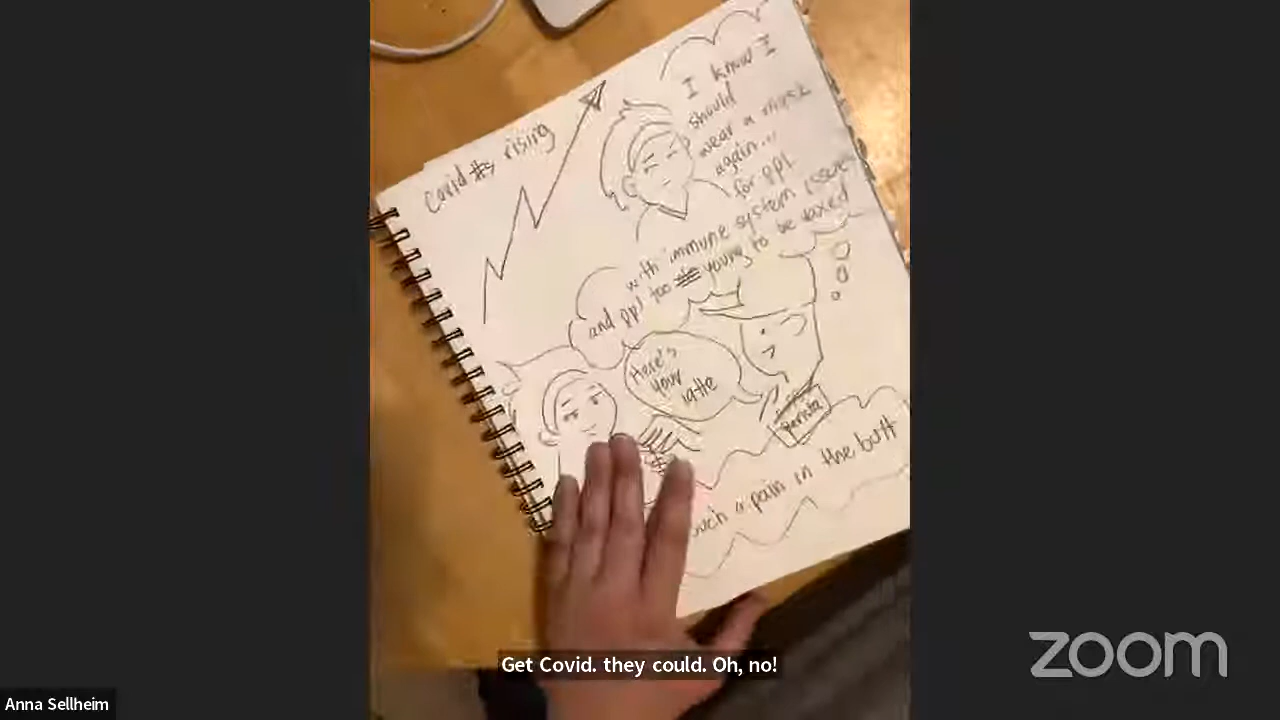 Covid #s rising
I know I
should
wear a mask
again...
for ppl
with immune system issues
and ppl too young to be vaxed
Here's
your
latte
Barista
$
such a pain in the butt
Get Covid. they could. Oh, no!
Anna Sellheim
zoom